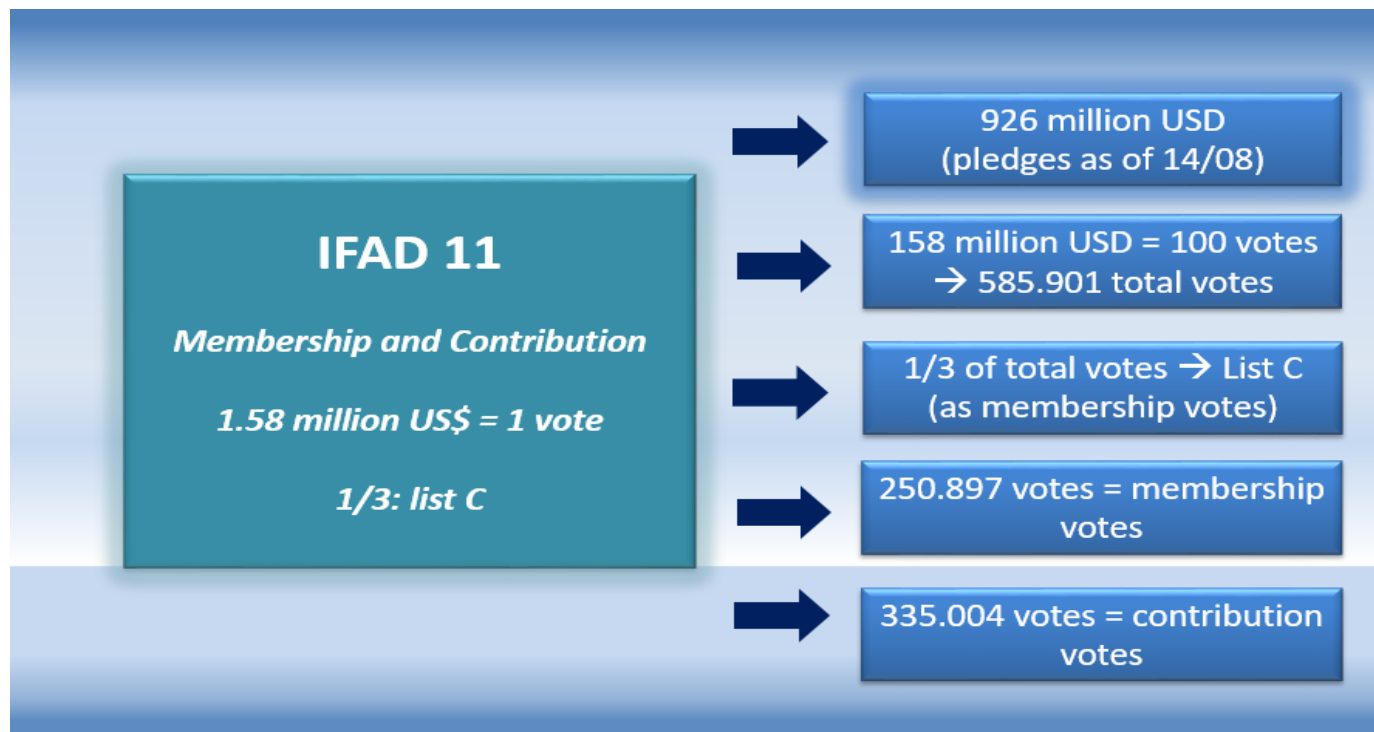 IFAD 11
Membership and Contribution
1.58 million US$ = 1 vote
1/3: list C
926 million USD
(pledges as of 14/08)
158 million USD = 100 votes
→ 585.901 total votes
1/3 of total votes → List C
(as membership votes)
250.897 votes = membership
votes
335.004 votes = contribution
votes